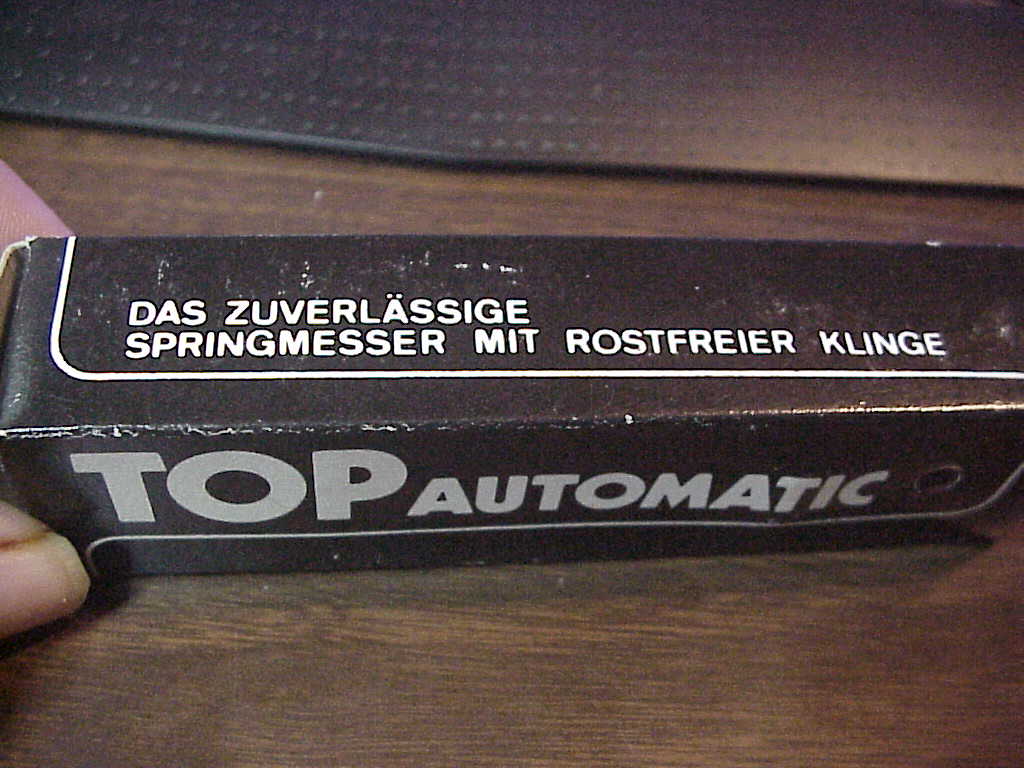 DAS ZUVERLÄSSIGE
SPRINGMESSER MIT ROSTFREIER KLINGE
TOP AUTOMATIC